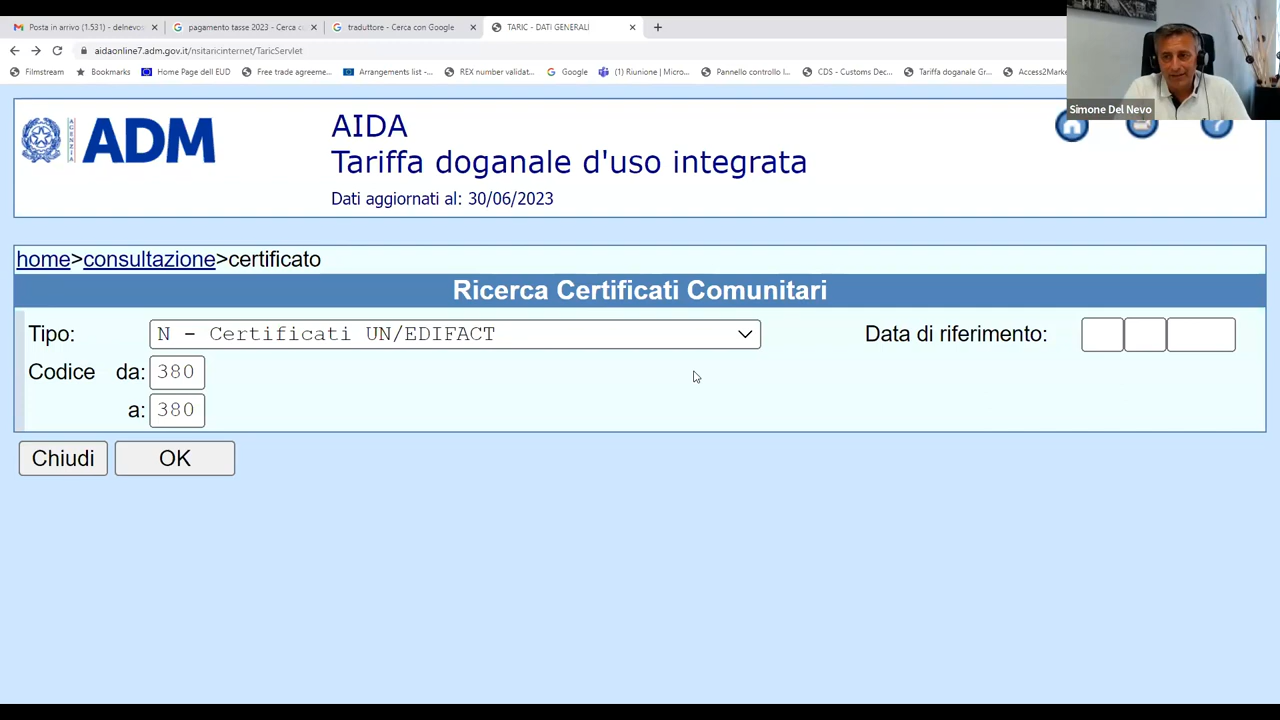 Posta in arrivo (1.531) - delnevos
pagamento tasse 2023 - Cerca c
traduttore - Cerca con Google
TARIC - DATI GENERALI
aidaonline7.adm.gov.it/nsitaricinternet/TaricServlet
Filmstream
Bookmarks
Home Page dell EUD
Free trade agreeme...
Arrangements list -...
REX number validat...
Google
(1) Riunione | Micro...
Pannello controllo I...
CDS - Customs Dec...
Tariffa doganale Gr...
Access2Marke
Simone Del Nevo
AGENZIA
ADM
AIDA
Tariffa doganale d'uso integrata
Dati aggiornati al: 30/06/2023
home>consultazione>certificato
Ricerca Certificati Comunitari
Tipo: N - Certificati UN/EDIFACT Data di riferimento:
Codice da: 380
a: 380
Chiudi OK